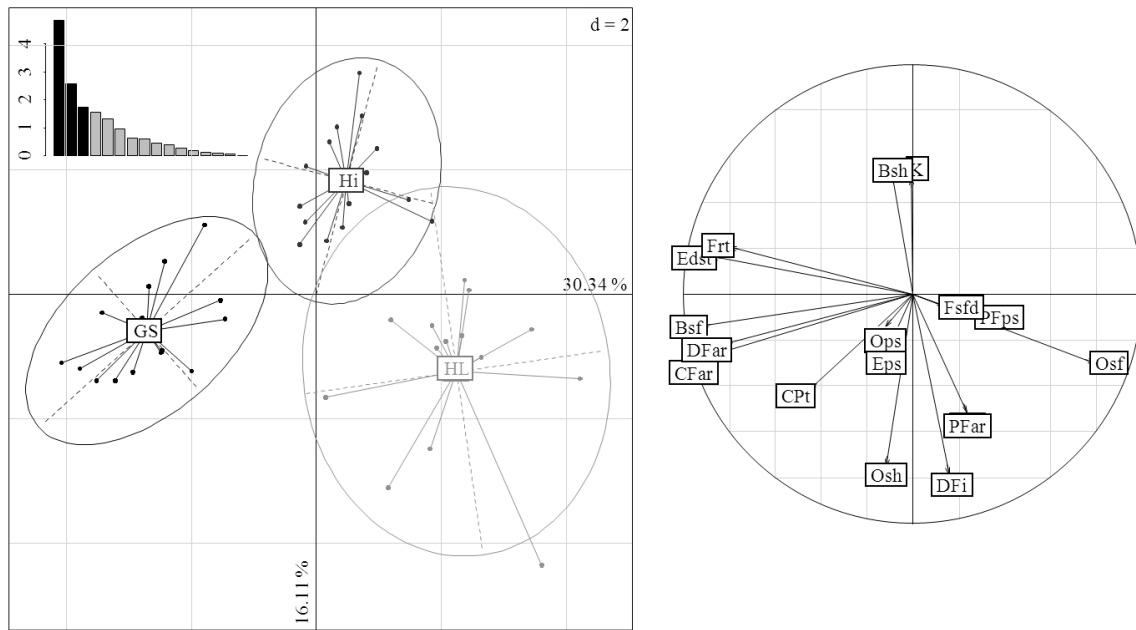 d = 2
4
3
2
1
0
Hi
30.34 %
GS
HL
16.11 %
Bsh
K
Frt
Edst
Fsfd
PFps
Bsf
DFar
CFar
Ops
Eps
Osf
CPt
PFar
Osh
DFi